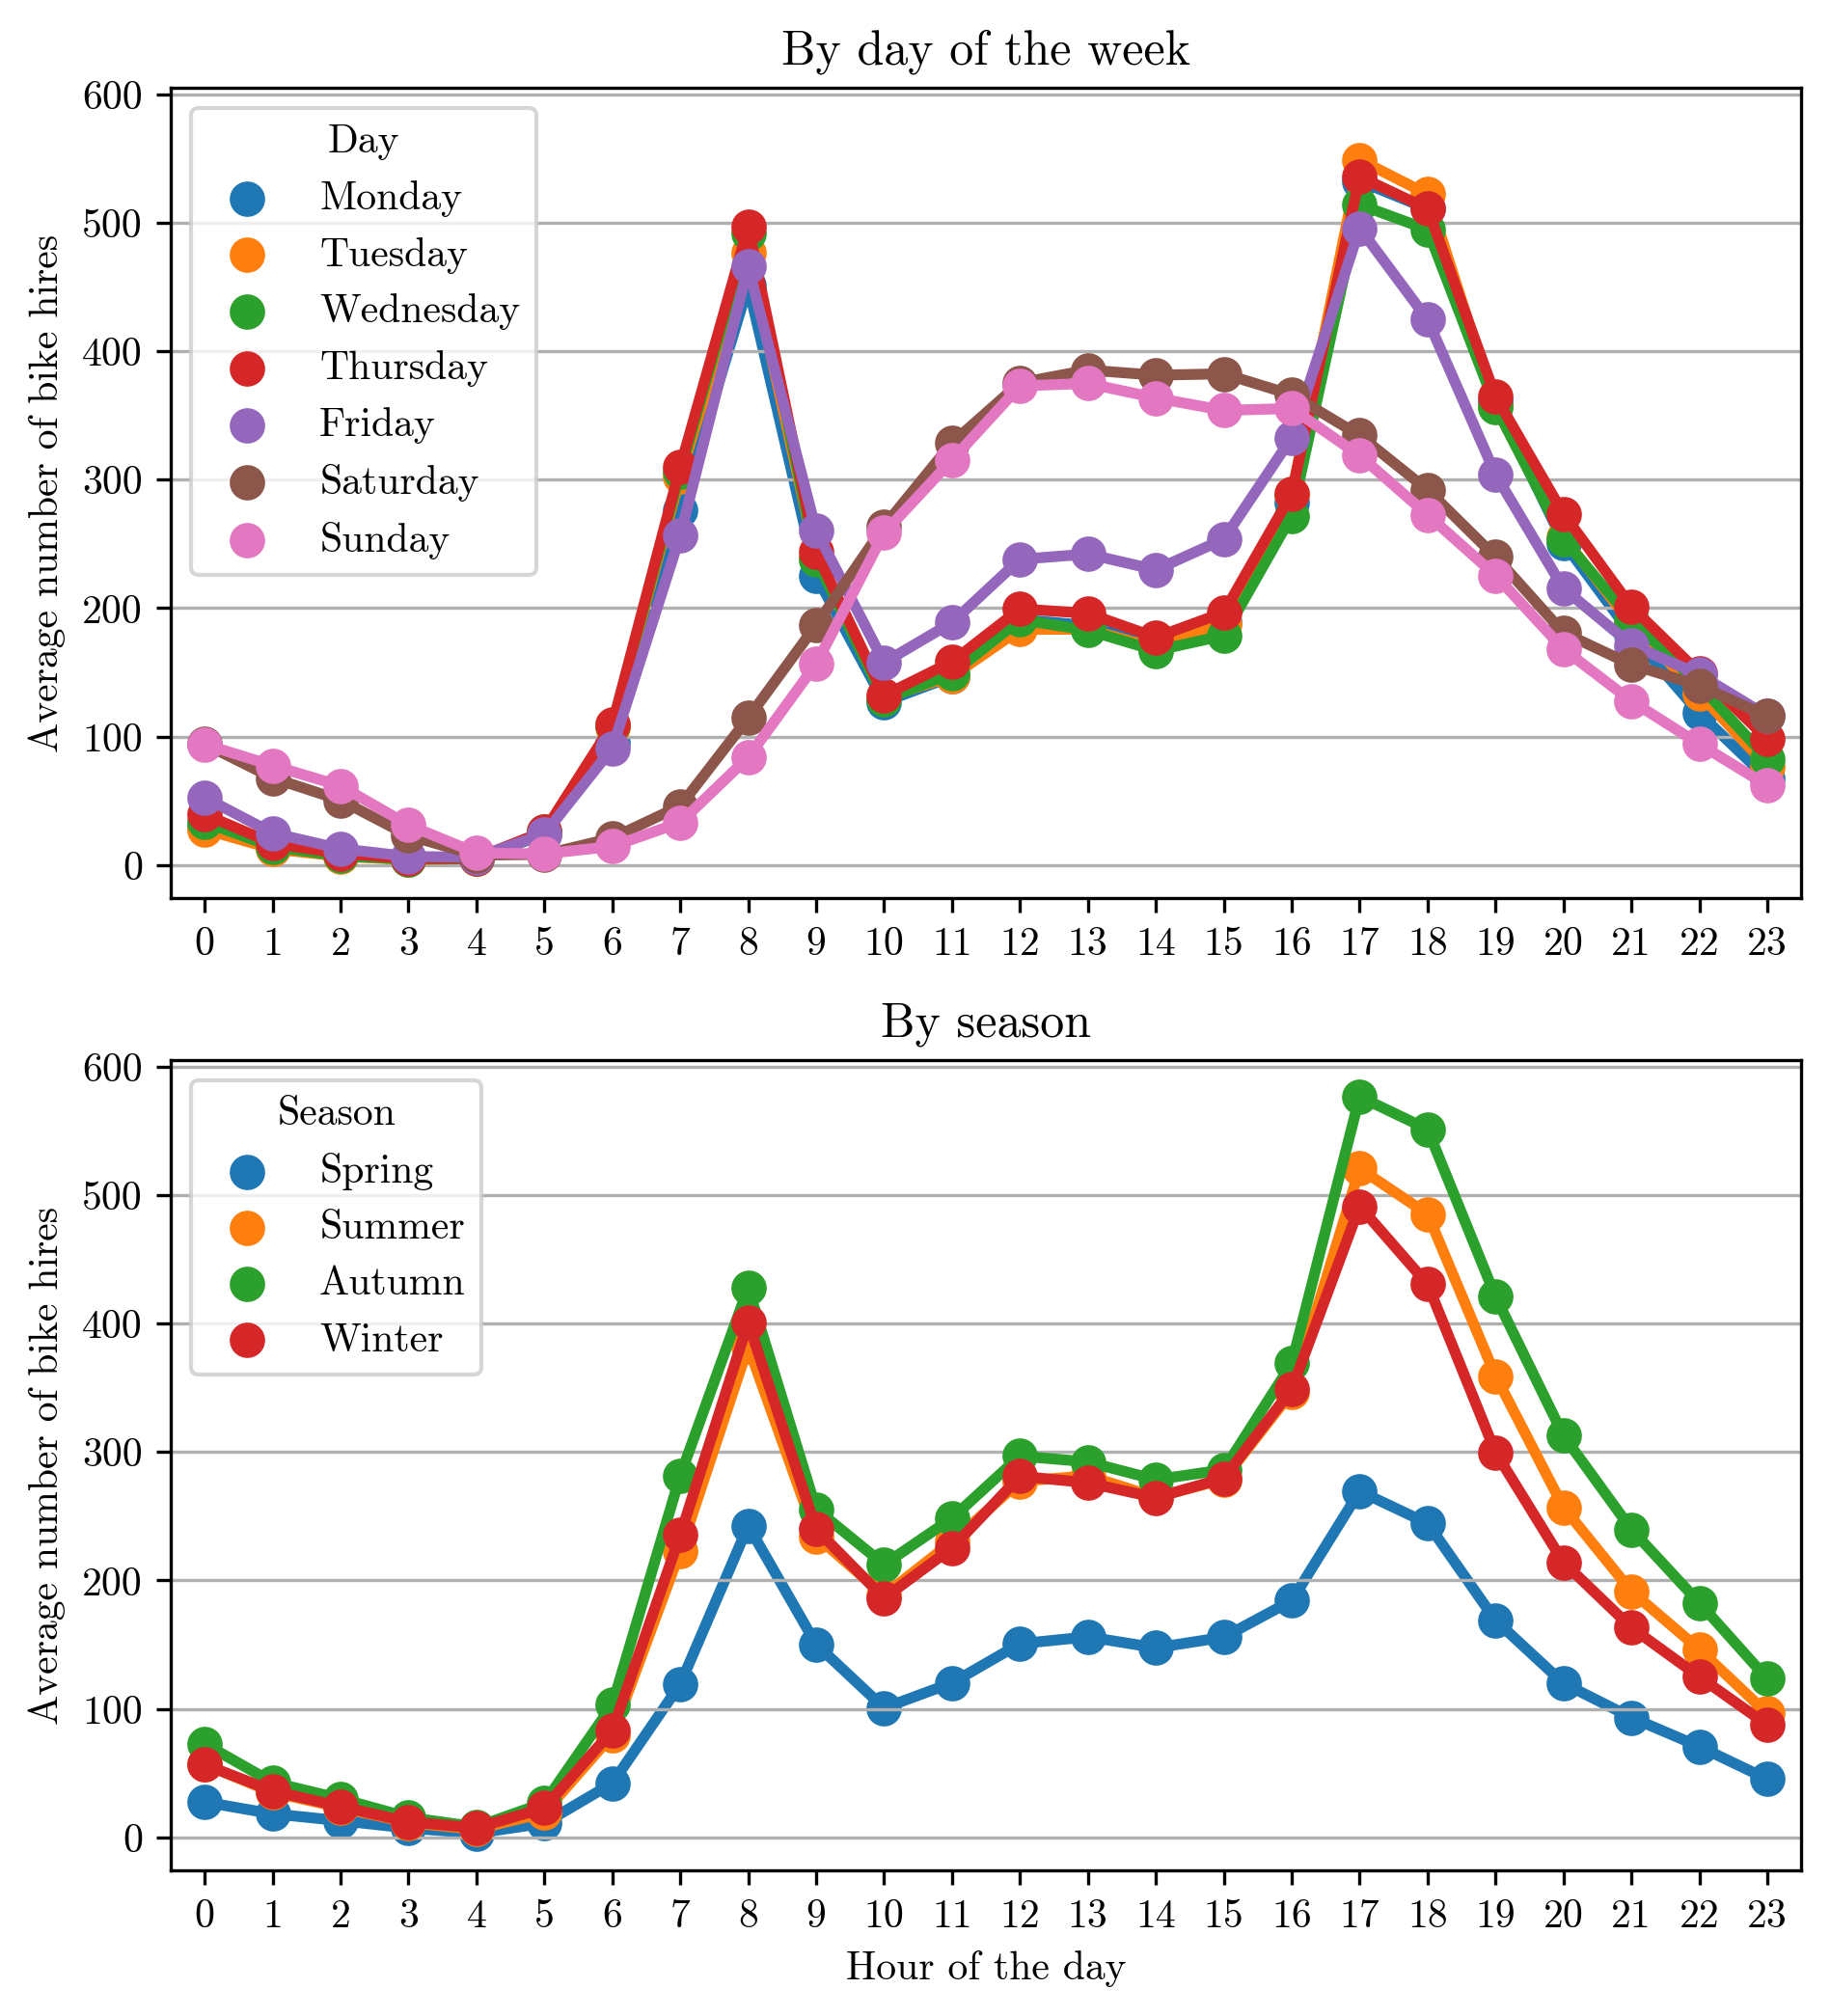 By day of the week
Average number of bike hires
600
500
400
300
200
100
0
Day
Monday
Tuesday
Wednesday
Thursday
Friday
Saturday
Sunday
0 1 2 3 4 5 6 7 8 9 10 11 12 13 14 15 16 17 18 19 20 21 22 23
By season
Average number of bike hires
600
500
400
300
200
100
0
Season
Spring
Summer
Autumn
Winter
0 1 2 3 4 5 6 7 8 9 10 11 12 13 14 15 16 17 18 19 20 21 22 23
Hour of the day